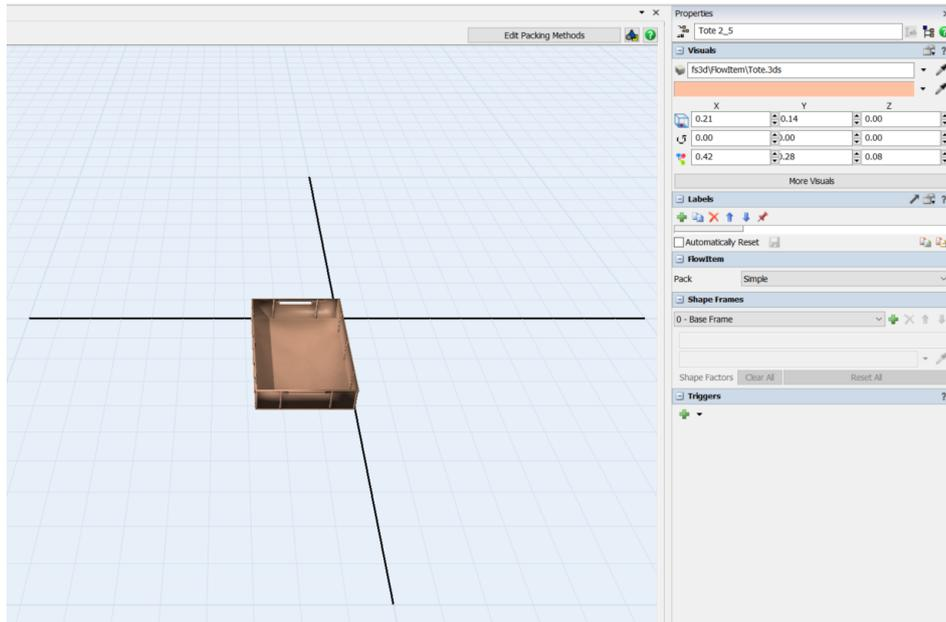 Properties
Edit Packing Methods
Tote 2_5
Visuals
fs3d\FlowItem\Tote.3ds
X Y Z
0.21 0.14 0.00
0.00 0.00 0.00
0.42 0.28 0.08
More Visuals
Labels
Automatically Reset
FlowItem
Pack Simple
Shape Frames
0 - Base Frame
Shape Factors Clear All Reset All
Triggers